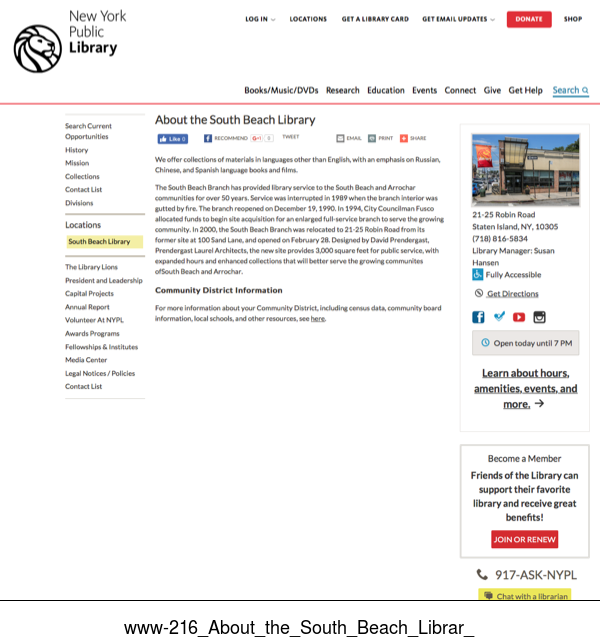 New York
Public
Library
LOG IN
LOCATIONS
GET A LIBRARY CARD
GET EMAIL UPDATES
DONATE
SHOP
Books/Music/DVDs
Research
Education
Events
Connect
Give
Get Help
Search
Search Current
Opportunities
History
Mission
Collections
Contact List
Divisions
Locations
South Beach Library
The Library Lions
President and Leadership
Capital Projects
Annual Report
Volunteer At NYPL
Awards Programs
Fellowships & Institutes
Media Center
Legal Notices / Policies
Contact List
About the South Beach Library
Like 0
RECOMMEND
G+1
0
TWEET
EMAIL
PRINT
SHARE
We offer collections of materials in languages other than English, with an emphasis on Russian,
Chinese, and Spanish language books and films.
The South Beach Branch has provided library service to the South Beach and Arrochar
communities for over 50 years. Service was interrupted in 1989 when the branch interior was
gutted by fire. The branch reopened on December 19, 1990. In 1994, City Councilman Fusco
allocated funds to begin site acquisition for an enlarged full-service branch to serve the growing
community. In 2000, the South Beach Branch was relocated to 21-25 Robin Road from its
former site at 100 Sand Lane, and opened on February 28. Designed by David Prendergast,
Prendergast Laurel Architects, the new site provides 3,000 square feet for public service, with
expanded hours and enhanced collections that will better serve the growing communites
ofSouth Beach and Arrochar.
Community District Information
For more information about your Community District, including census data, community board
information, local schools, and other resources, see here.
21-25 Robin Road
Staten Island, NY, 10305
(718) 816-5834
Library Manager: Susan
Hansen
Fully Accessible
Get Directions
Open today until 7 PM
Learn about hours,
amenities, events, and
more. →
Become a Member
Friends of the Library can
support their favorite
library and receive great
benefits!
JOIN OR RENEW
917-ASK-NYPL
Chat with a librarian
www-216_About_the_South_Beach_Librar_